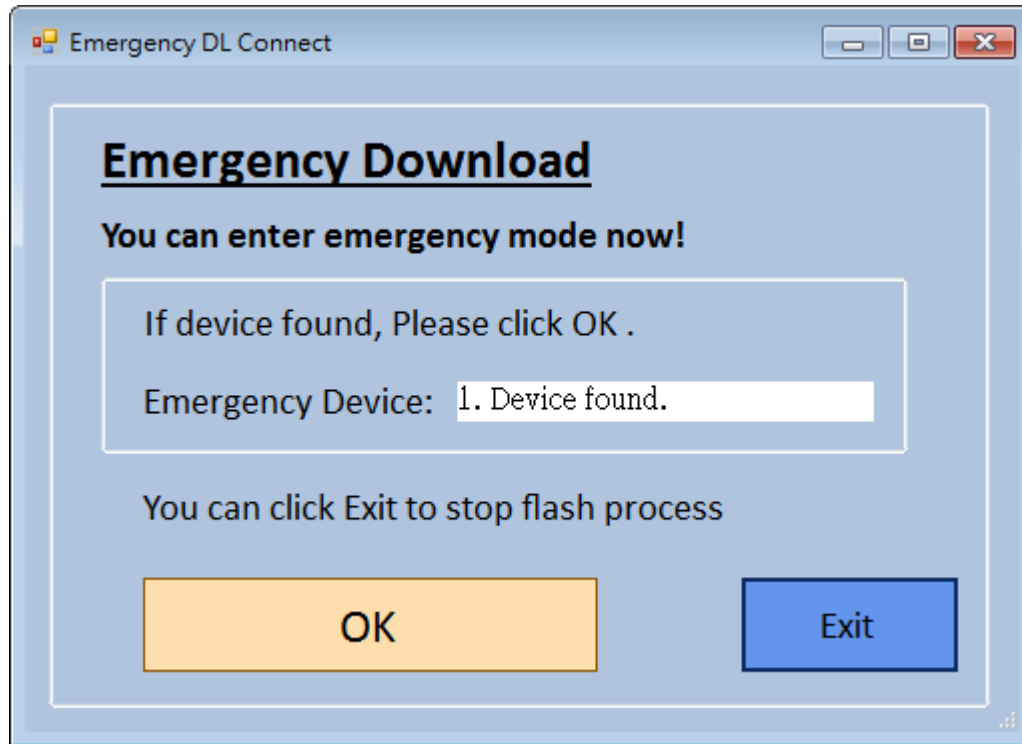 Emergency DL Connect
Emergency Download
You can enter emergency mode now!
If device found, Please click OK .
Emergency Device: 1. Device found.
You can click Exit to stop flash process
OK
Exit